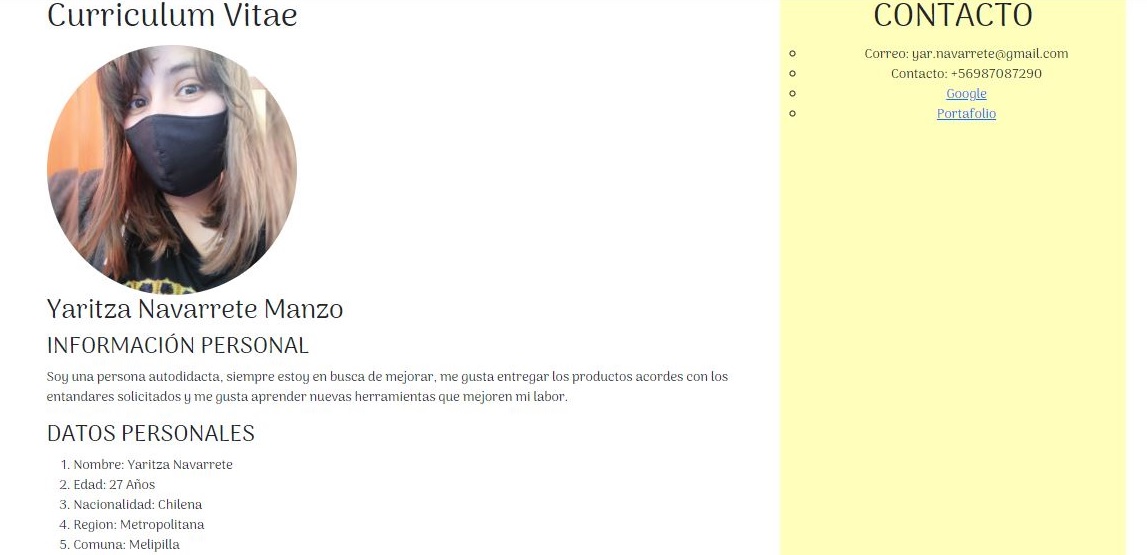 Curriculum Vitae
Yaritza Navarrete Manzo
INFORMACIÓN PERSONAL
Soy una persona autodidacta, siempre estoy en busca de mejorar, me gusta entregar los productos acordes con los
entandares solicitados y me gusta aprender nuevas herramientas que mejoren mi labor.
DATOS PERSONALES
1. Nombre: Yaritza Navarrete
2. Edad: 27 Años
3. Nacionalidad: Chilena
4. Region: Metropolitana
5. Comuna: Melipilla
CONTACTO
Correo: yar.navarrete@gmail.com
Contacto: +56987087290
Google
Portafolio